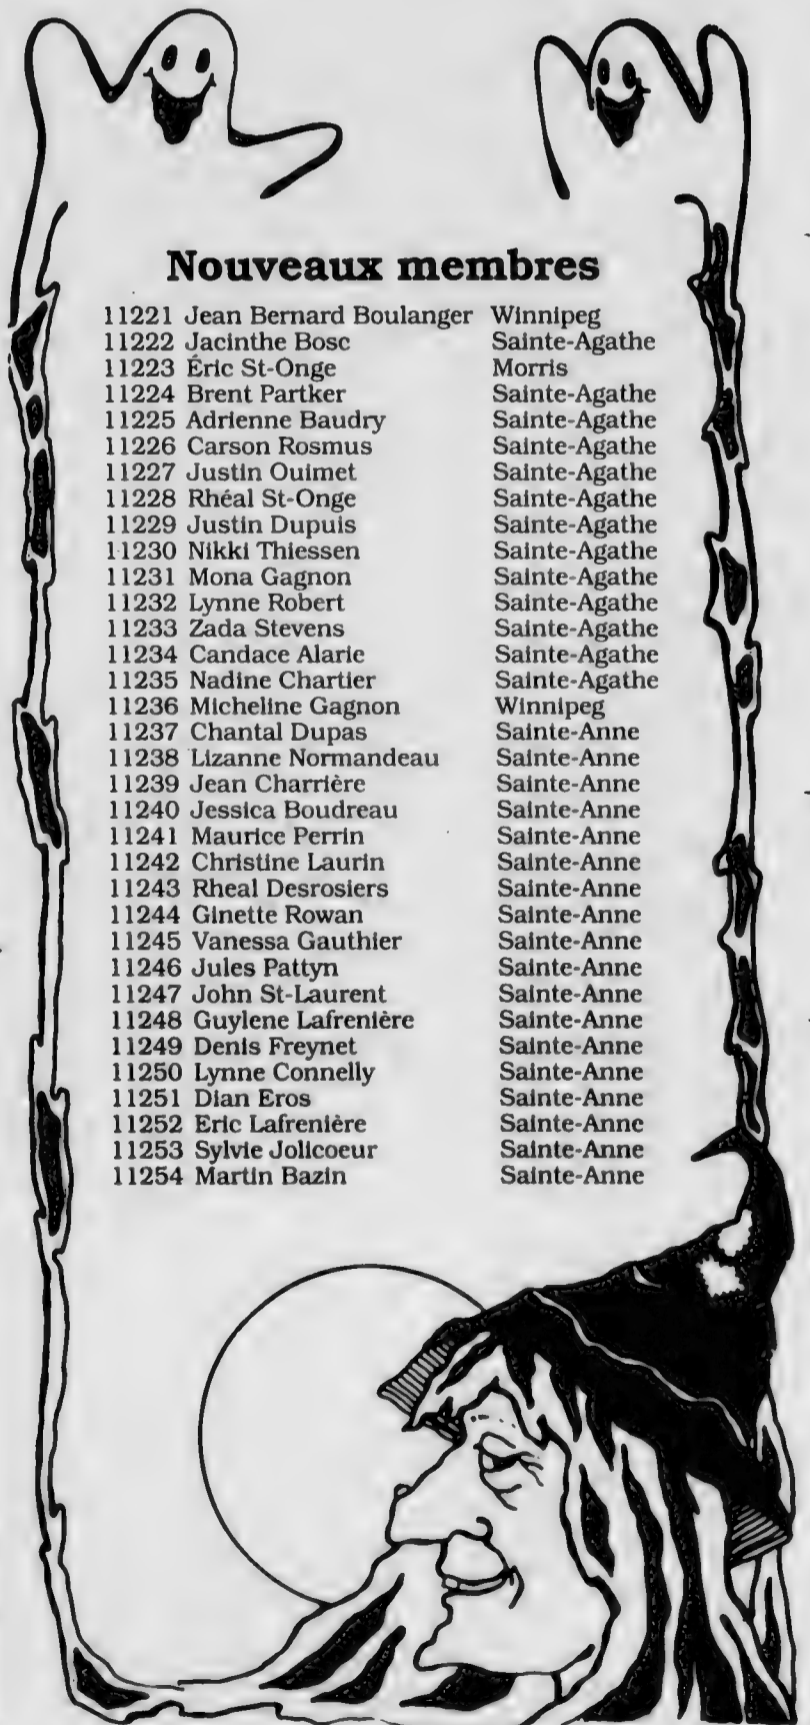 Nouveaux membres
11221 Jean Bernard Boulanger Winnipeg
11222 Jacinthe Bosc Sainte-Agathe
11223 Éric St-Onge Morris
11224 Brent Partker Sainte-Agathe
11225 Adrienne Baudry Sainte-Agathe
11226 Carson Rosmus Sainte-Agathe
11227 Justin Ouimet Sainte-Agathe
11228 Rhéal St-Onge Sainte-Agathe
11229 Justin Dupuis Sainte-Agathe
11230 Nikki Thiessen Sainte-Agathe
11231 Mona Gagnon Sainte-Agathe
11232 Lynne Robert Sainte-Agathe
11233 Zada Stevens Sainte-Agathe
11234 Candace Alarie Sainte-Agathe
11235 Nadine Chartier Sainte-Agathe
11236 Micheline Gagnon Winnipeg
11237 Chantal Dupas Sainte-Anne
11238 Lizanne Normandeau Sainte-Anne
11239 Jean Charrière Sainte-Anne
11240 Jessica Boudreau Sainte-Anne
11241 Maurice Perrin Sainte-Anne
11242 Christine Laurin Sainte-Anne
11243 Rheal Desrosiers Sainte-Anne
11244 Ginette Rowan Sainte-Anne
11245 Vanessa Gauthier Sainte-Anne
11246 Jules Pattyn Sainte-Anne
11247 John St-Laurent Sainte-Anne
11248 Guylene Lafrenière Sainte-Anne
11249 Denis Freynet Sainte-Anne
11250 Lynne Connelly Sainte-Anne
11251 Dian Eros Sainte-Anne
11252 Eric Lafrenière Sainte-Anne
11253 Sylvie Jolicoeur Sainte-Anne
11254 Martin Bazin Sainte-Anne